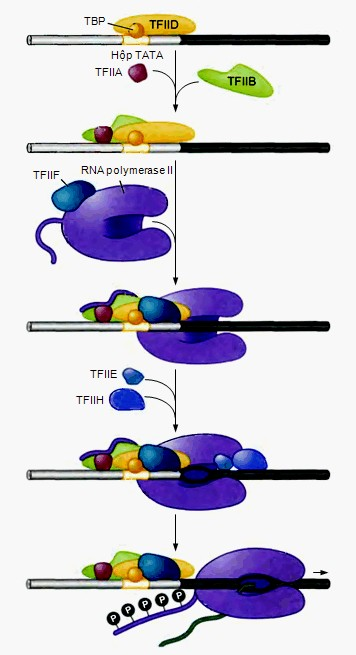 TBP
TFIID
Hộp TATA
TFIIA
TFIIB
TFIIF
RNA polymerase II
TFIIE
TFIIH
P P P P P